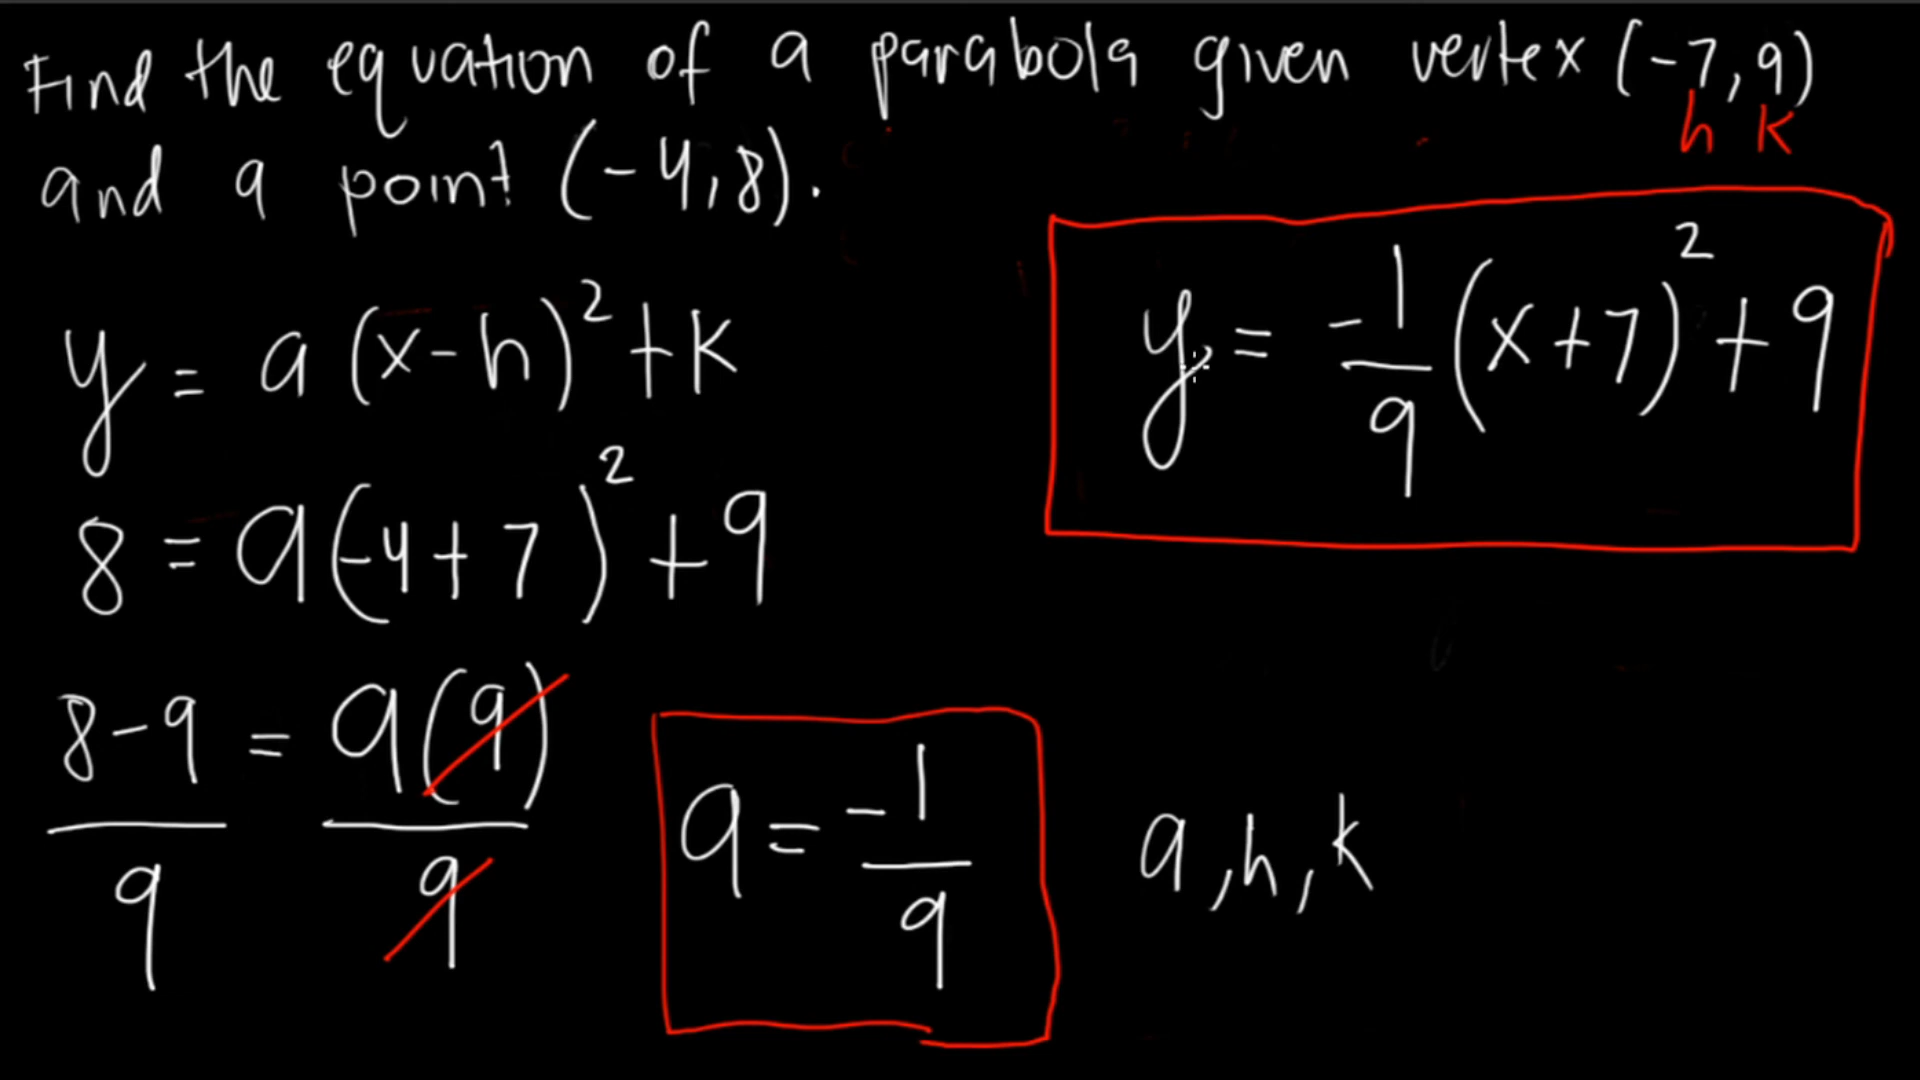 Find the equation of a parabola given vertex (-7,9)
h k
and a point (-4,8).
y = a(x-h)²+k
8 = a(-4+7)²+9
8-9/9 = a(9)/9
a = -1/9
a,h,k
y = -1/9(x+7)²+9